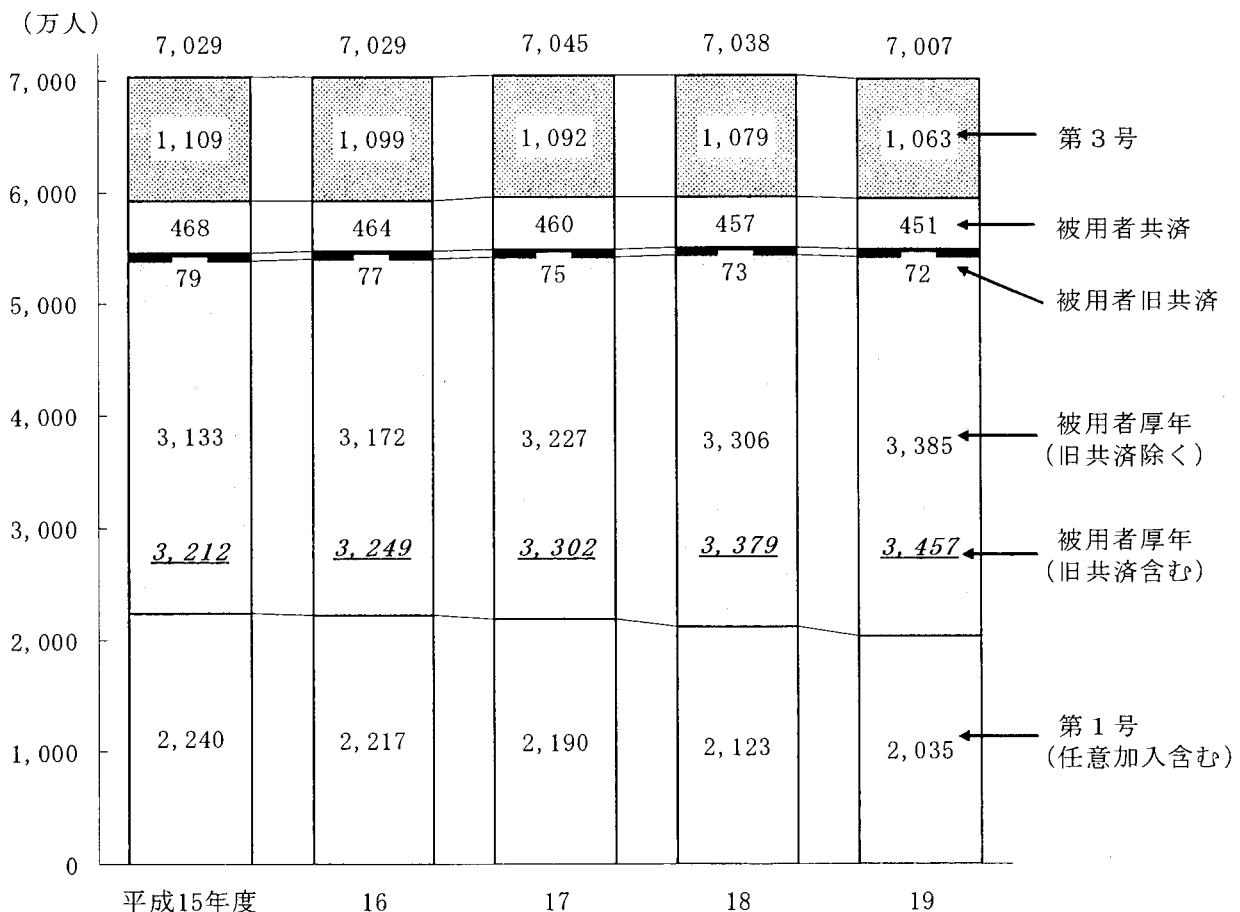 (万人)
7,029 7,029 7,045 7,038 7,007
7,000
1,109 1,099 1,092 1,079 1,063 第3号
6,000
468 464 460 457 451 被用者共済
79 77 75 73 72
被用者旧共済
5,000
4,000
3,133 3,172 3,227 3,306 3,385 被用者厚年
(旧共済除く)
3,000
3,212 3,249 3,302 3,379 3,457 被用者厚年
(旧共済含む)
2,000
2,240 2,217 2,190 2,123 2,035 第1号
(任意加入含む)
1,000
0
平成15年度 16 17 18 19